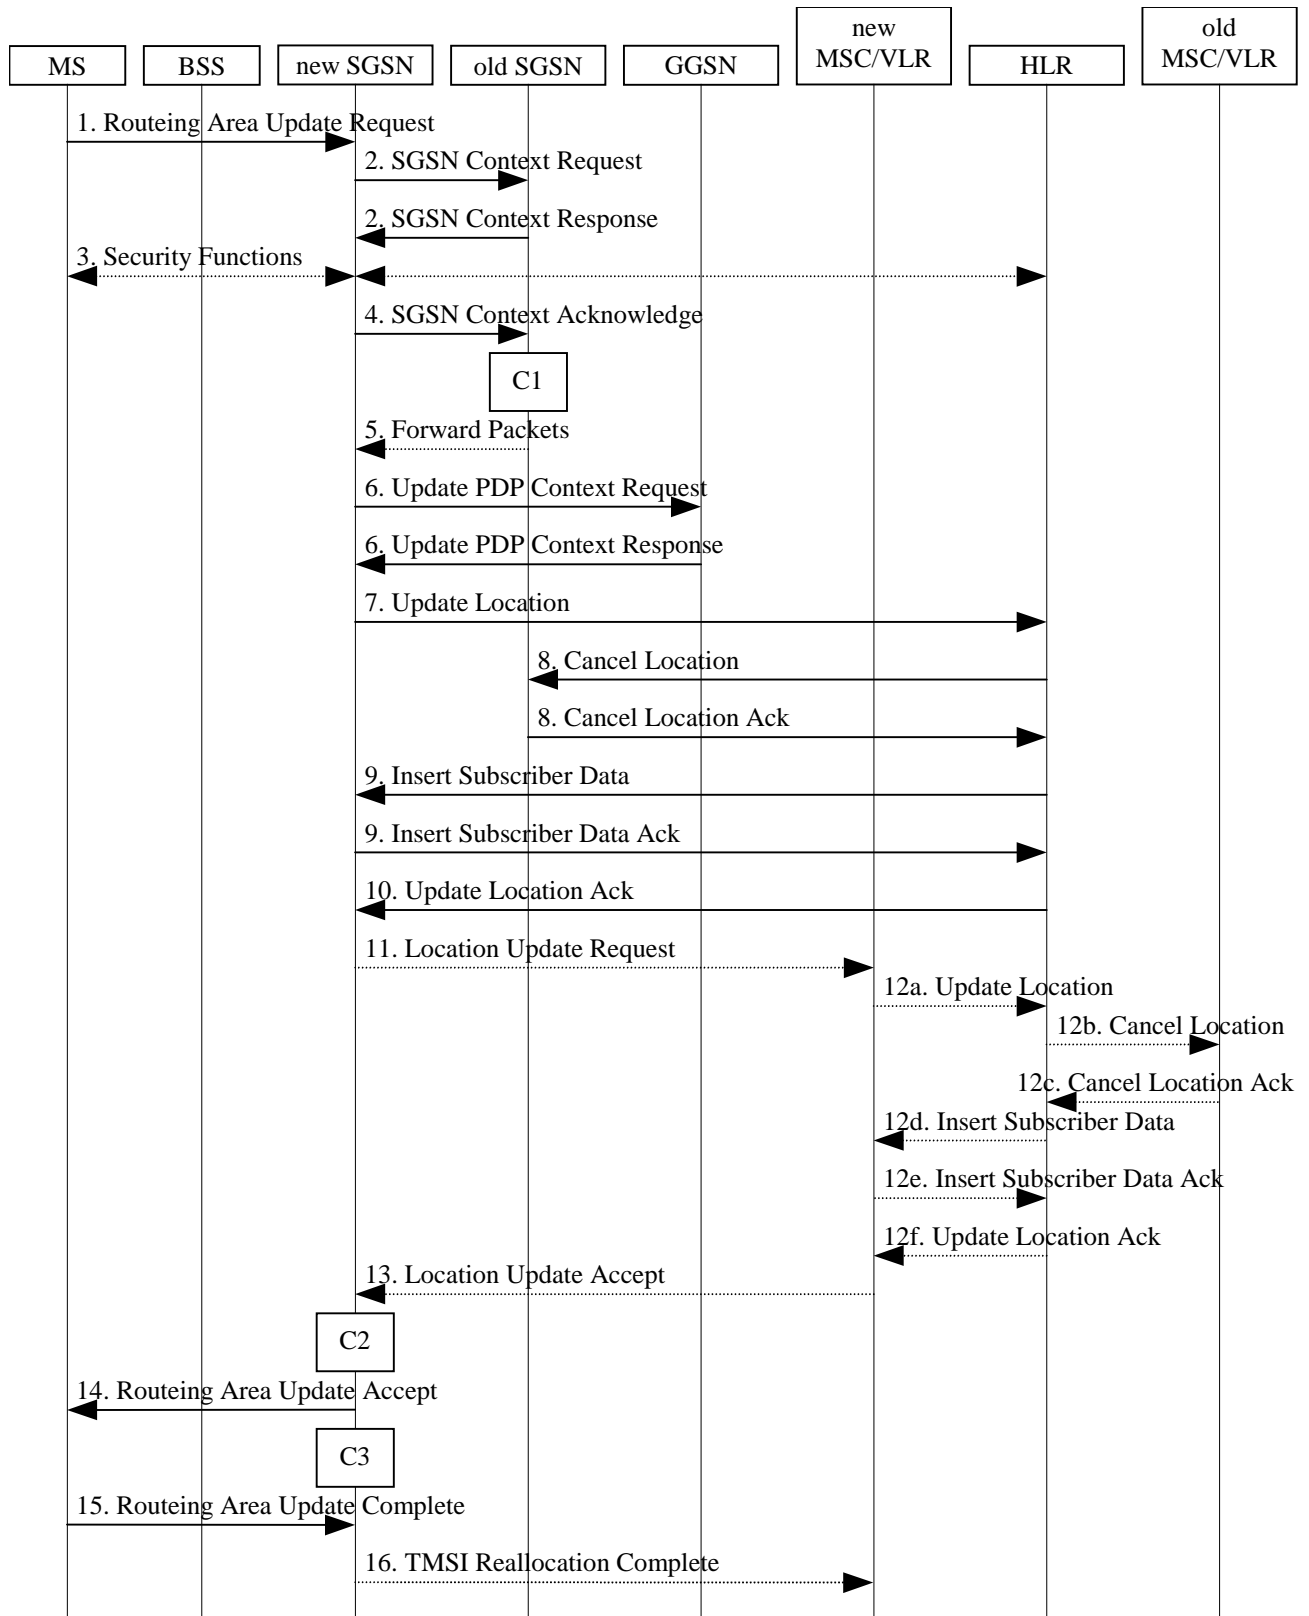 MS
BSS
new SGSN
old SGSN
GGSN
new
MSC/VLR
HLR
old
MSC/VLR
1. Routeing Area Update Request
2. SGSN Context Request
2. SGSN Context Response
3. Security Functions
4. SGSN Context Acknowledge
C1
5. Forward Packets
6. Update PDP Context Request
6. Update PDP Context Response
7. Update Location
8. Cancel Location
8. Cancel Location Ack
9. Insert Subscriber Data
9. Insert Subscriber Data Ack
10. Update Location Ack
11. Location Update Request
12a. Update Location
12b. Cancel Location
12c. Cancel Location Ack
12d. Insert Subscriber Data
12e. Insert Subscriber Data Ack
12f. Update Location Ack
13. Location Update Accept
C2
14. Routeing Area Update Accept
C3
15. Routeing Area Update Complete
16. TMSI Reallocation Complete